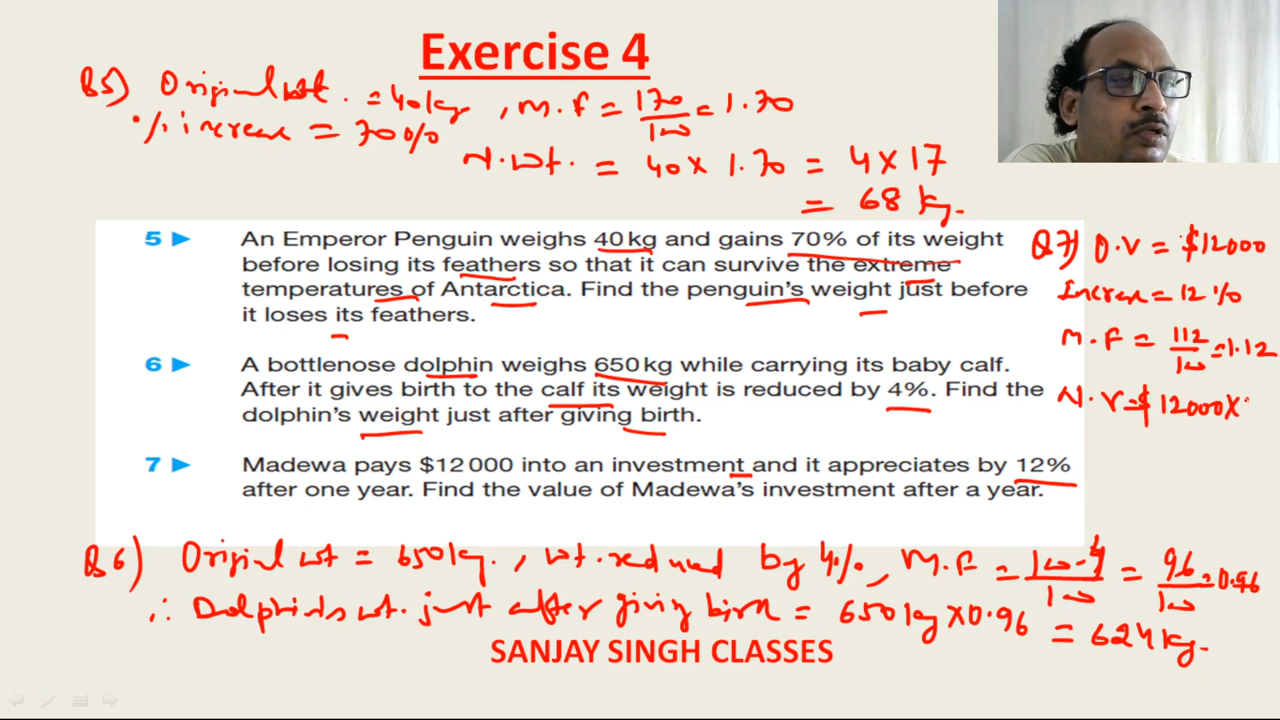 Exercise 4
Q5) Original wt. = 40 kg, M.F = 170/100 = 1.70
% increase = 70%
N.wt. = 40 × 1.70 = 4 × 17
= 68 kg.
5 ▶ An Emperor Penguin weighs 40 kg and gains 70% of its weight
before losing its feathers so that it can survive the extreme
temperatures of Antarctica. Find the penguin's weight just before
it loses its feathers.
6 ▶ A bottlenose dolphin weighs 650 kg while carrying its baby calf.
After it gives birth to the calf its weight is reduced by 4%. Find the
dolphin's weight just after giving birth.
7 ▶ Madewa pays $12 000 into an investment and it appreciates by 12%
after one year. Find the value of Madewa's investment after a year.
Q7) O.V = $12000
Increase = 12%
M.F = 112/100 = 1.12
N.V = $12000×
Q6) Original wt = 650 kg., wt. reduced by 4%, M.F = 100-4/100 = 96/100 = 0.96
∴ Dolphin's wt. just after giving birth = 650 kg × 0.96 = 624 kg.
SANJAY SINGH CLASSES